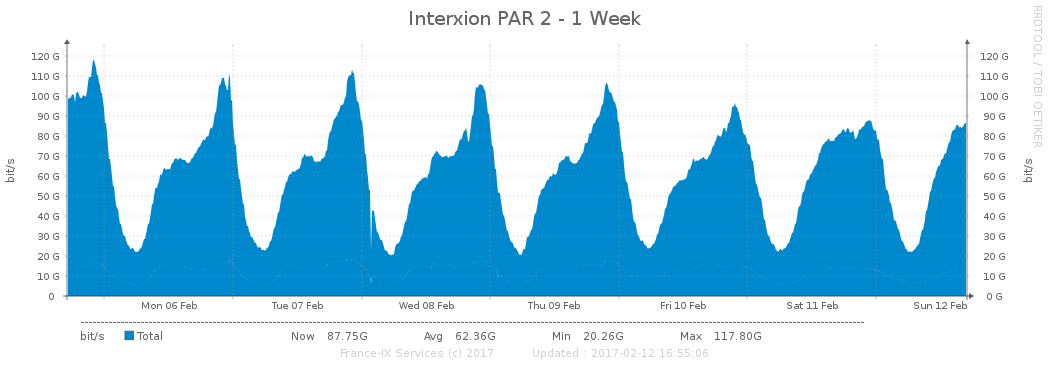 Interxion PAR 2 - 1 Week
RRDTOOL / TOBI OETIKER
bit/s
bit/s
120 G 120 G
110 G 110 G
100 G 100 G
90 G 90 G
80 G 80 G
70 G 70 G
60 G 60 G
50 G 50 G
40 G 40 G
30 G 30 G
20 G 20 G
10 G 10 G
0 0 G
Mon 06 Feb Tue 07 Feb Wed 08 Feb Thu 09 Feb Fri 10 Feb Sat 11 Feb Sun 12 Feb
bit/s Total Now 87.75G Avg 62.36G Min 20.26G Max 117.80G
France-IX Services (c) 2017 Updated : 2017-02-12 16:55:06